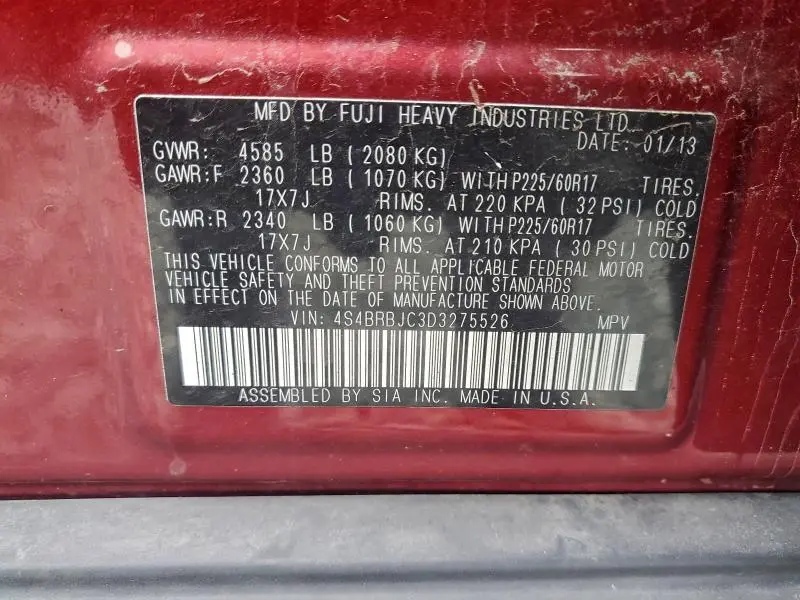 MFD BY FUJI HEAVY INDUSTRIES LTD.
DATE: 01/13
GVWR: 4585 LB ( 2080 KG)
GAWR:F 2360 LB ( 1070 KG) WITH P225/60R17 TIRES.
17X7J RIMS. AT 220 KPA ( 32 PSI) COLD
GAWR:R 2340 LB ( 1060 KG) WITH P225/60R17 TIRES.
17X7J RIMS. AT 210 KPA ( 30 PSI) COLD
THIS VEHICLE CONFORMS TO ALL APPLICABLE FEDERAL MOTOR
VEHICLE SAFETY AND THEFT PREVENTION STANDARDS
IN EFFECT ON THE DATE OF MANUFACTURE SHOWN ABOVE.
VIN: 4S4BRBJC3D3275526 MPV
ASSEMBLED BY SIA INC. MADE IN U.S.A.